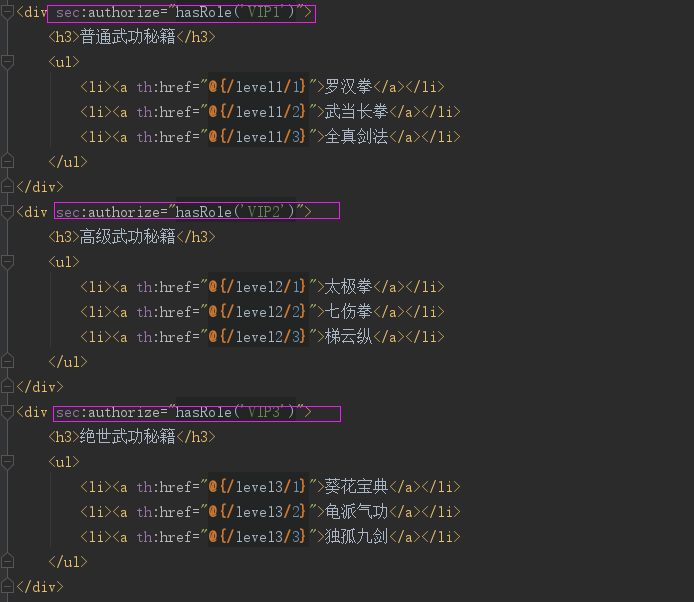 <div sec:authorize="hasRole('VIP1')">
<h3>普通武功秘籍</h3>
<ul>
<li><a th:href="@{/level1/1}">罗汉拳</a></li>
<li><a th:href="@{/level1/2}">武当长拳</a></li>
<li><a th:href="@{/level1/3}">全真剑法</a></li>
</ul>
</div>
<div sec:authorize="hasRole('VIP2')">
<h3>高级武功秘籍</h3>
<ul>
<li><a th:href="@{/level2/1}">太极拳</a></li>
<li><a th:href="@{/level2/2}">七伤拳</a></li>
<li><a th:href="@{/level2/3}">梯云纵</a></li>
</ul>
</div>
<div sec:authorize="hasRole('VIP3')">
<h3>绝世武功秘籍</h3>
<ul>
<li><a th:href="@{/level3/1}">葵花宝典</a></li>
<li><a th:href="@{/level3/2}">龟派气功</a></li>
<li><a th:href="@{/level3/3}">独孤九剑</a></li>
</ul>
</div>